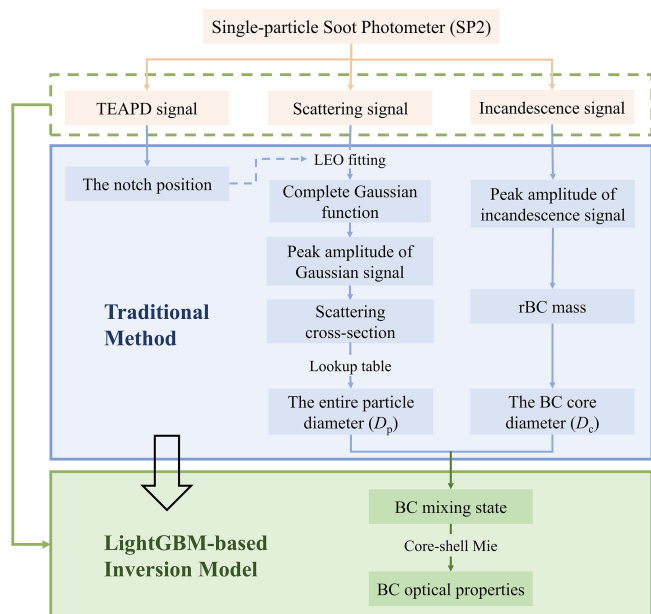 Single-particle Soot Photometer (SP2)
TEAPD signal
Scattering signal
Incandescence signal
LEO fitting
The notch position
Complete Gaussian
function
Peak amplitude of
incandescence signal
Peak amplitude of
Gaussian signal
Traditional
Method
Scattering
cross-section
rBC mass
Lookup table
The entire particle
diameter (Dp)
The BC core
diameter (Dc)
LightGBM-based
Inversion Model
BC mixing state
Core-shell Mie
BC optical properties